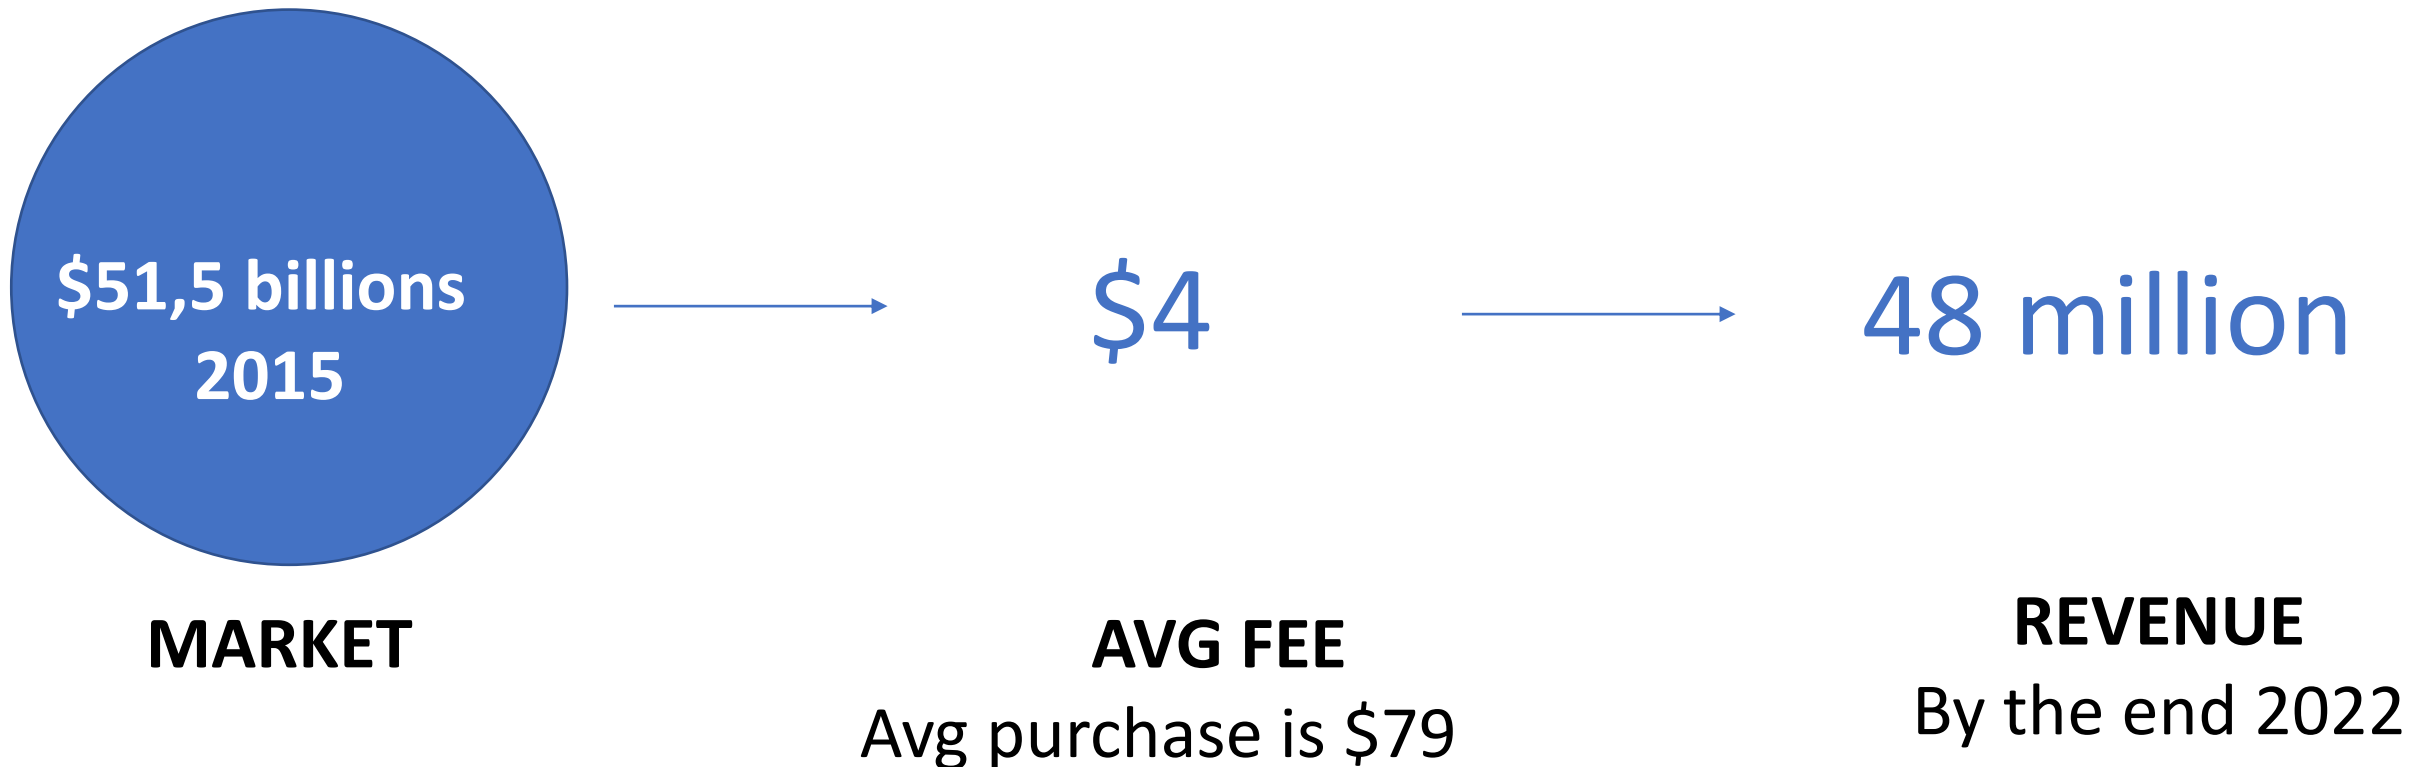 $51,5 billions
2015
MARKET
$4
AVG FEE
Avg purchase is $79
48 million
REVENUE
By the end 2022